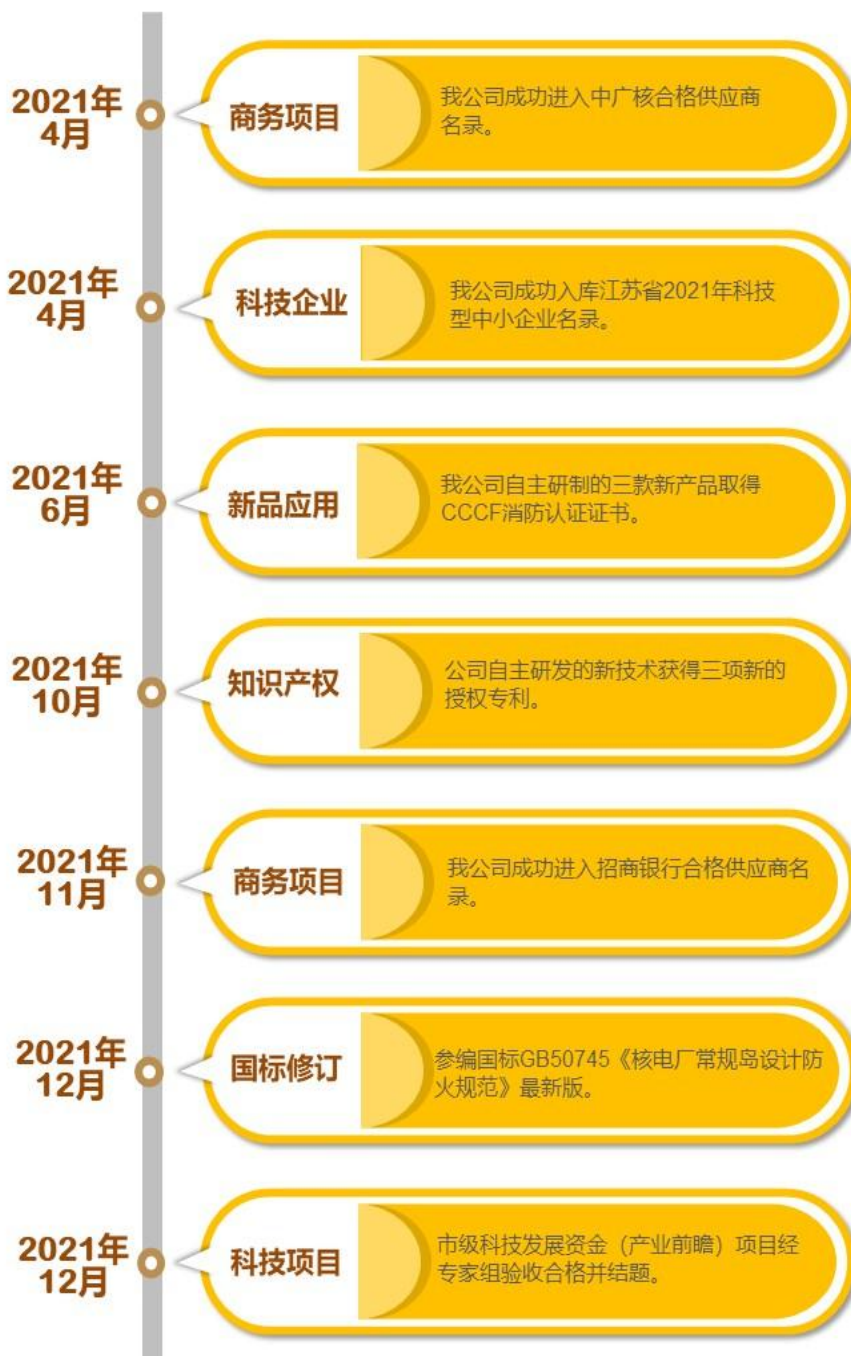 2021年
4月
商务项目
我公司成功进入中广核合格供应商
名录。
2021年
4月
科技企业
我公司成功入库江苏省2021年科技
型中小企业名录。
2021年
6月
新品应用
我公司自主研制的三款新产品取得
CCCF消防认证证书。
2021年
10月
知识产权
公司自主研发的新技术获得三项新的
授权专利。
2021年
11月
商务项目
我公司成功进入招商银行合格供应商名
录。
2021年
12月
国标修订
参编国标GB50745《核电厂常规岛设计防
火规范》最新版。
2021年
12月
科技项目
市级科技发展资金（产业前瞻）项目经
专家组验收合格并结题。